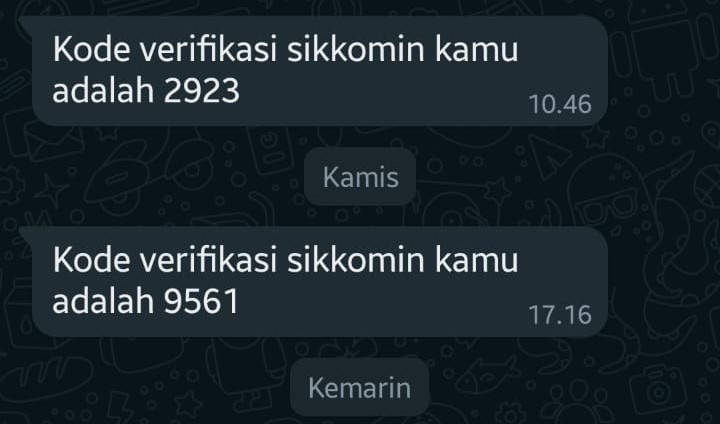 Kode verifikasi sikkomin kamu
adalah 2923
10.46
Kamis
Kode verifikasi sikkomin kamu
adalah 9561
17.16
Kemarin